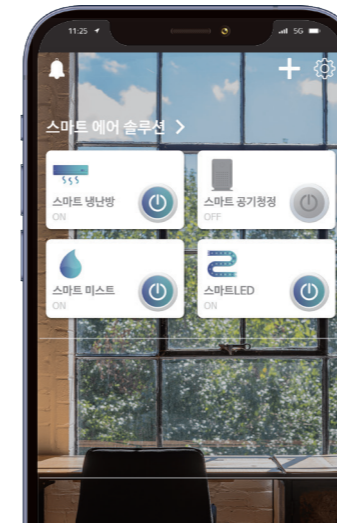 11:25
5G
스마트 에어 솔루션 >
스마트 냉난방
ON
스마트 공기청정
OFF
스마트 미스트
ON
스마트LED
ON